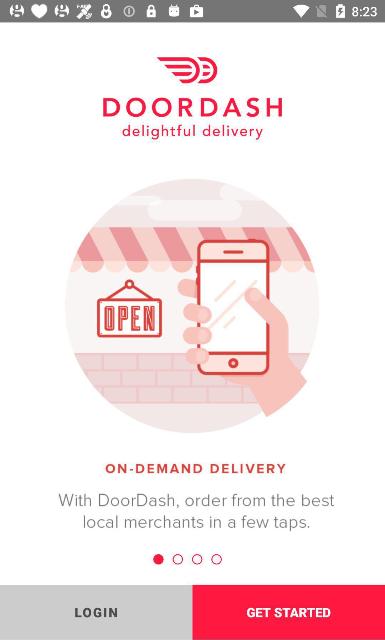 8:23
DOORDASH
delightful delivery
OPEN
ON-DEMAND DELIVERY
With DoorDash, order from the best
local merchants in a few taps.
LOGIN
GET STARTED